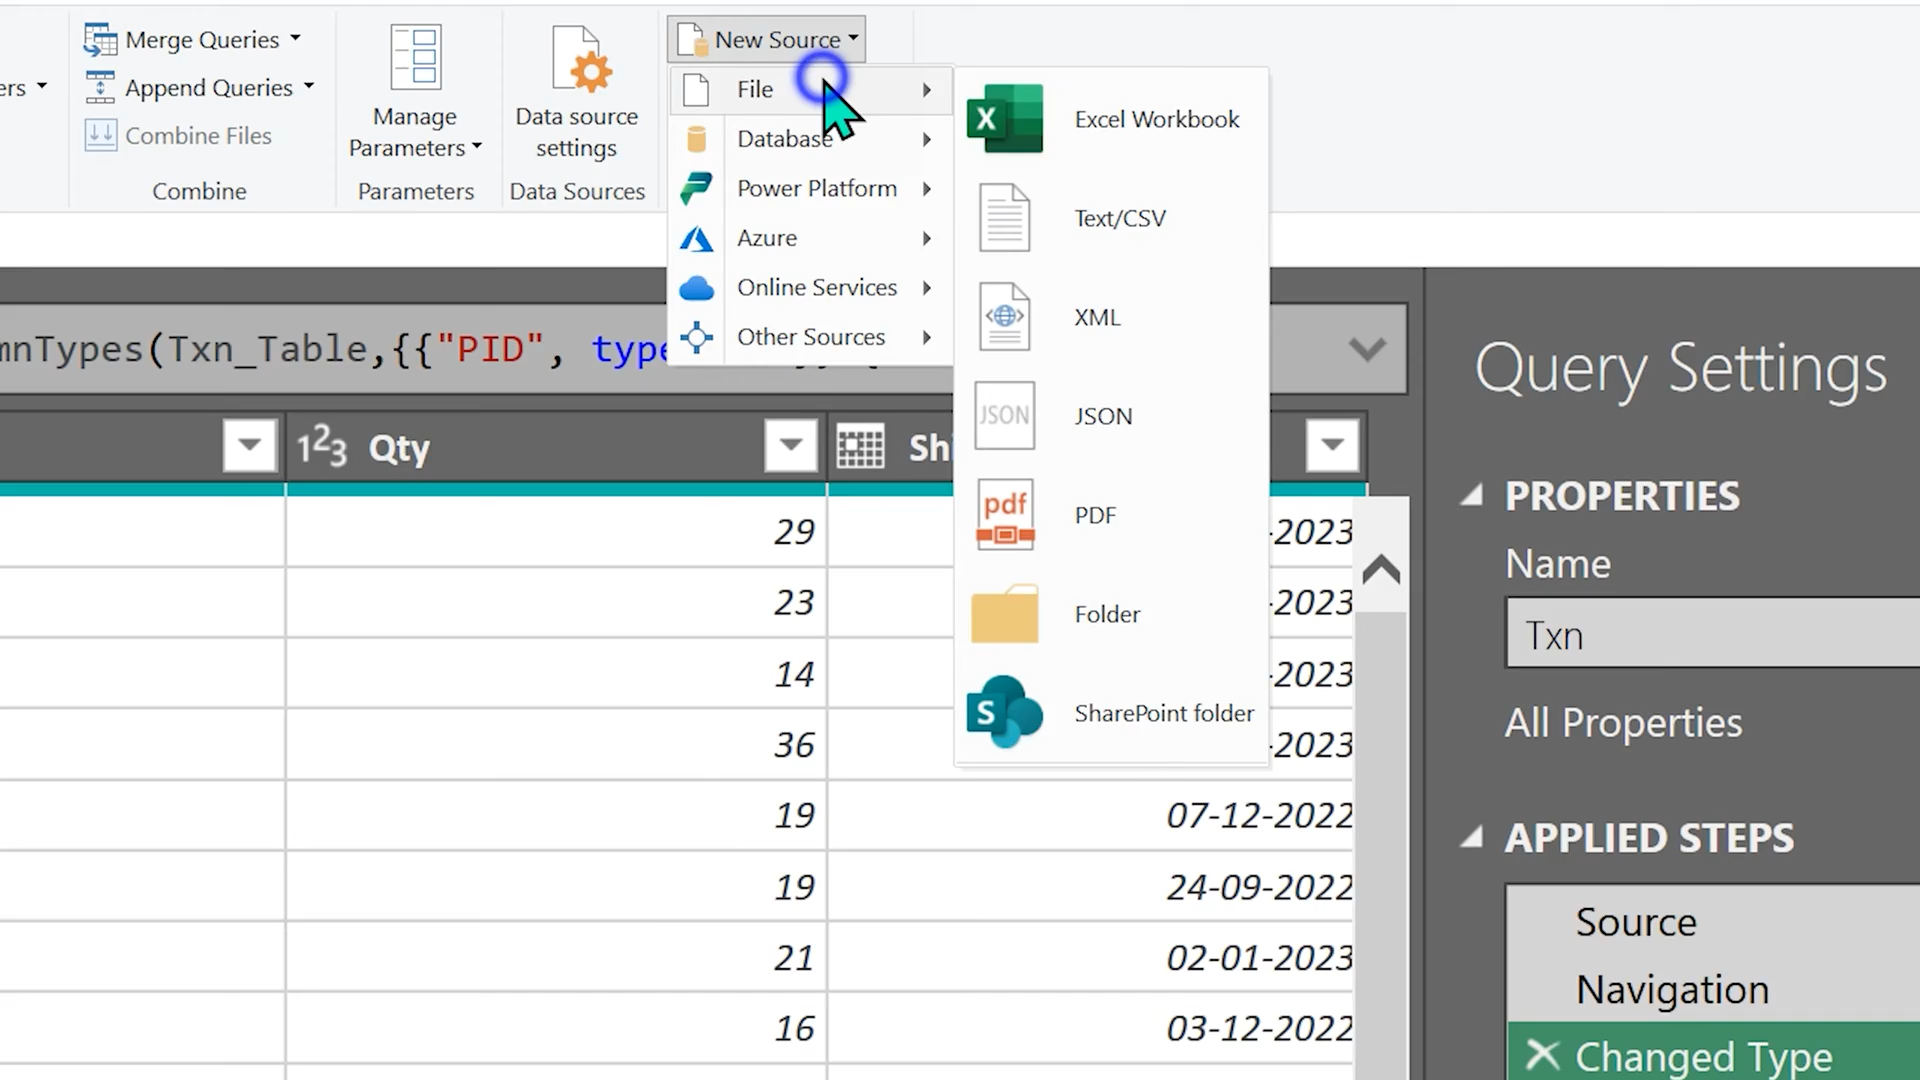 Merge Queries
ers
Append Queries
Combine Files
Combine
Manage
Parameters
Parameters
Data source
settings
Data Sources
New Source
File
Database
Power Platform
Azure
Online Services
Other Sources
X
Excel Workbook
Text/CSV
XML
JSON
JSON
pdf
PDF
Folder
S
SharePoint folder
mnTypes(Txn_Table,{{"PID", type
123 Qty
Shi
29
-2023
23
-2023
14
-2023
36
-2023
19
07-12-2022
19
24-09-2022
21
02-01-2023
16
03-12-2022
Query Settings
PROPERTIES
Name
Txn
All Properties
APPLIED STEPS
Source
Navigation
Changed Type